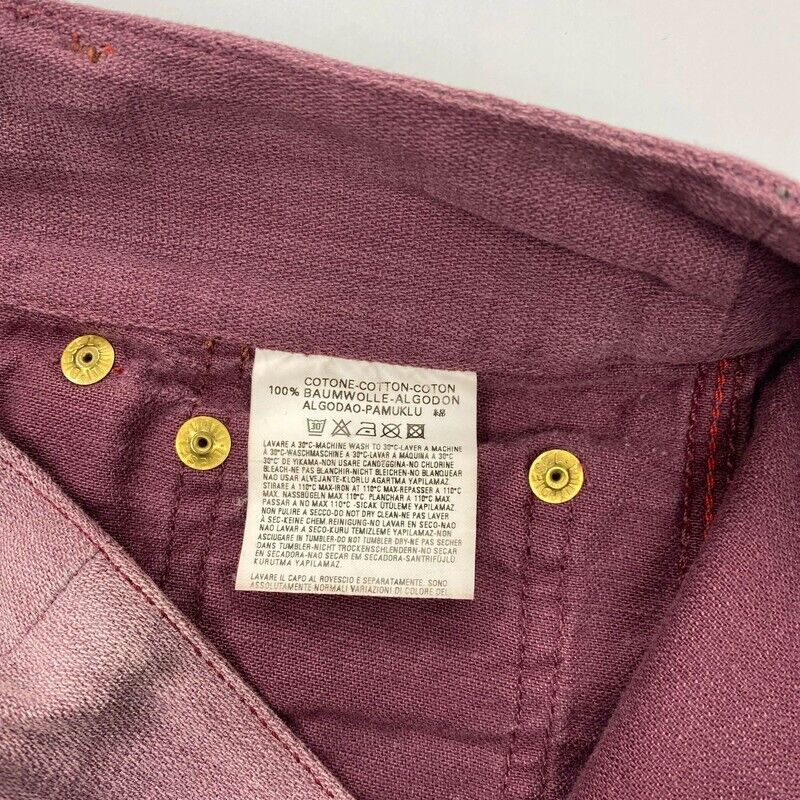 COTONE-COTTON-COTON
100% BAUMWOLLE-ALGODON
ALGODAO-PAMUKLU 棉
30
LAVARE A 30°C-MACHINE WASH TO 30°C-LAVER A MACHINE
À 30°C-WASCHMASCHINE A 30°C-LAVAR A MÁQUINA A 30°C
30°C' DE YIKAMA-NON USARE CANDEGGINA-NO CHLORINE
BLEACH-NE PAS BLANCHIR-NICHT BLEICHEN-NO BLANQUEAR
NAO USAR ALVEJANTE-KLORLU AGARTMA YAPILAMAZ
STIRARE A 110°C MAX-IRON AT 110°C MAX-REPASSER A 110°C
MAX. NASSBÜGELN MAX 110°C. PLANCHAR A 110°C MAX
PASSAR A NO MAX 110°C -SICAK ÜTÜLEME YAPILAMAZ
NON PULIRE A SECCO-DO NOT DRY CLEAN-NE PAS LAVER
À SEC-KEINE CHEM. REINIGUNG-NO LAVAR EN SECO-NAO
NAO LAVAR A SECO-KURU TEMIZLEME YAPILAMAZ-NON
ASCIUGARE IN TUMBLER-DO NOT TUMBLE DRY-NE PAS SECHER
DANS TUMBLER-NICHT TROCKENSCHLENDERN-NO SECAR
EN SECADORA-NAO SECAR EM SECADORA-SANTRIFÜJLÜ
KURUTMA YAPILAMAZ.
LAVARE IL CAPO AL ROVESCIO E SEPARATAMENTE. SONO
ASSOLUTAMENTE NORMALI VARIAZIONI DI COLORE DEL